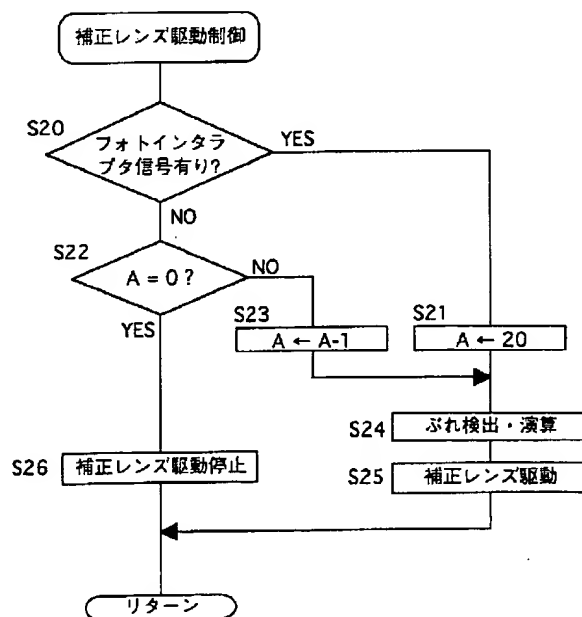 補正レンズ駆動制御
S20
フォトインタラ
プタ信号有り?
YES
NO
S22
A = 0 ?
NO
YES
S23
A ← A-1
S21
A ← 20
S24
ぶれ検出・演算
S25
補正レンズ駆動
S26
補正レンズ駆動停止
リターン